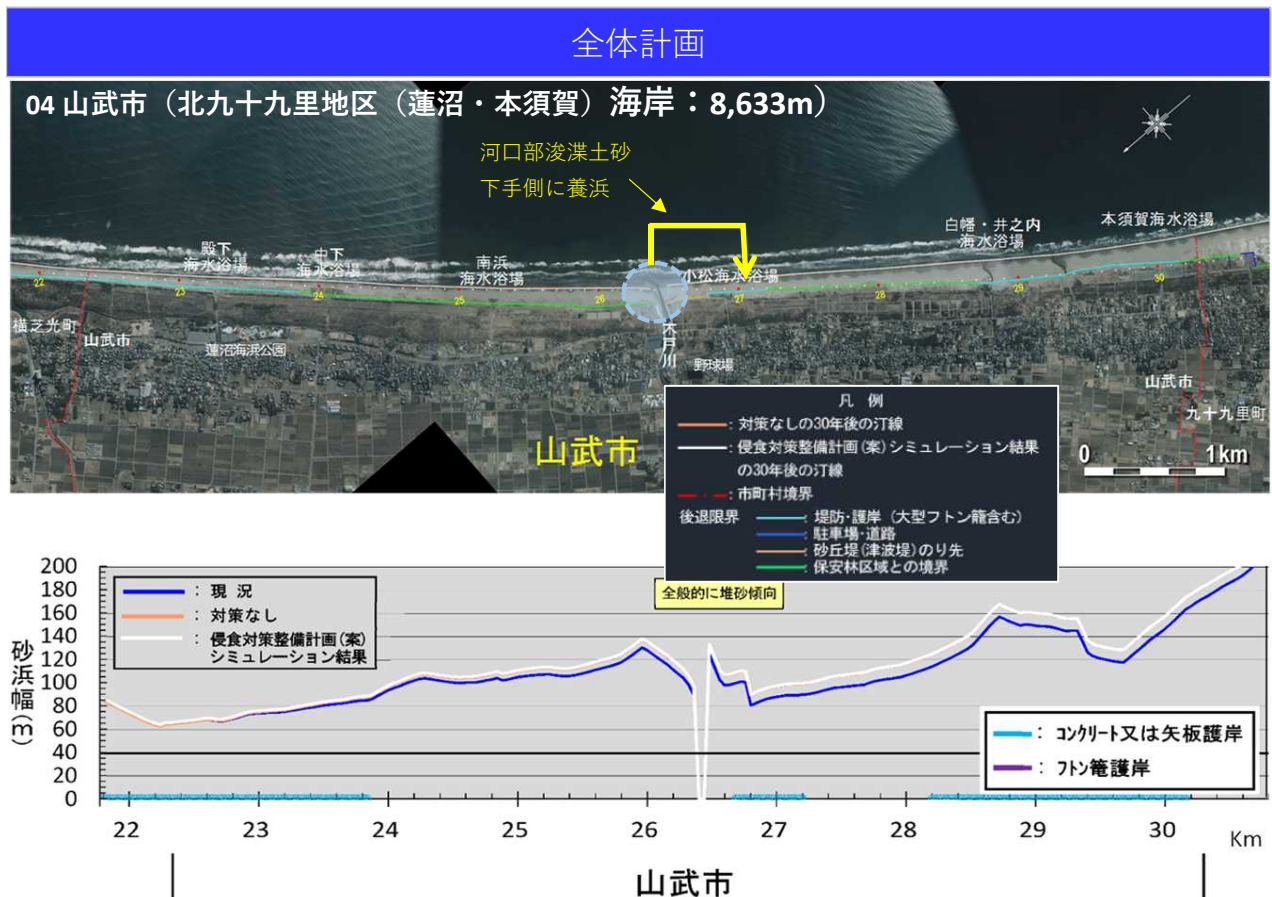 全体計画
04 山武市（北九十九里地区（蓮沼・本須賀）海岸：8,633m）
河口部浚渫土砂
下手側に養浜
殿下
海水浴場
中下
海水浴場
南浜
海水浴場
小松海水浴場
白幡・井之内
海水浴場
本須賀海水浴場
22
23
24
25
26
27
28
29
30
横芝光町
山武市
蓮沼海浜公園
木戸川
野球場
山武市
山武市
九十九里町
0 1km
凡 例
：対策なしの30年後の汀線
：侵食対策整備計画(案)シミュレーション結果
の30年後の汀線
：市町村境界
後退限界 ：堤防・護岸（大型フトン籠含む）
：駐車場・道路
：砂丘堤(津波堤)のり先
：保安林区域との境界
全般的に堆砂傾向
：現 況
：対策なし
：侵食対策整備計画(案)
シミュレーション結果
砂浜幅(m)
200
180
160
140
120
100
80
60
40
20
0
：コンクリート又は矢板護岸
：フトン篭護岸
22 23 24 25 26 27 28 29 30 Km
山武市